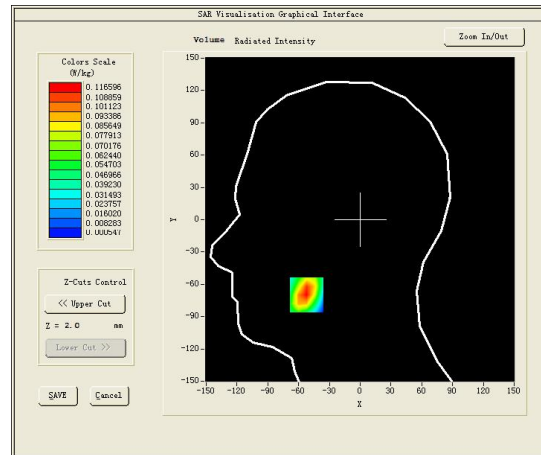 SAR Visualisation Graphical Interface
Volume Radiated Intensity
Zoom In/Out
Colors Scale
(W/kg)
0.116596
0.108859
0.101123
0.093386
0.085649
0.077913
0.070176
0.062440
0.054703
0.046966
0.039230
0.031493
0.023757
0.016020
0.008283
0.000547
Z-Cuts Control
<< Upper Cut
Z = 2.0 mm
Lower Cut >>
SAVE Cancel
150
120
90
60
30
0
-30
-60
-90
-120
-150
Y
-150 -120 -90 -60 -30 0 30 60 90 120 150
X